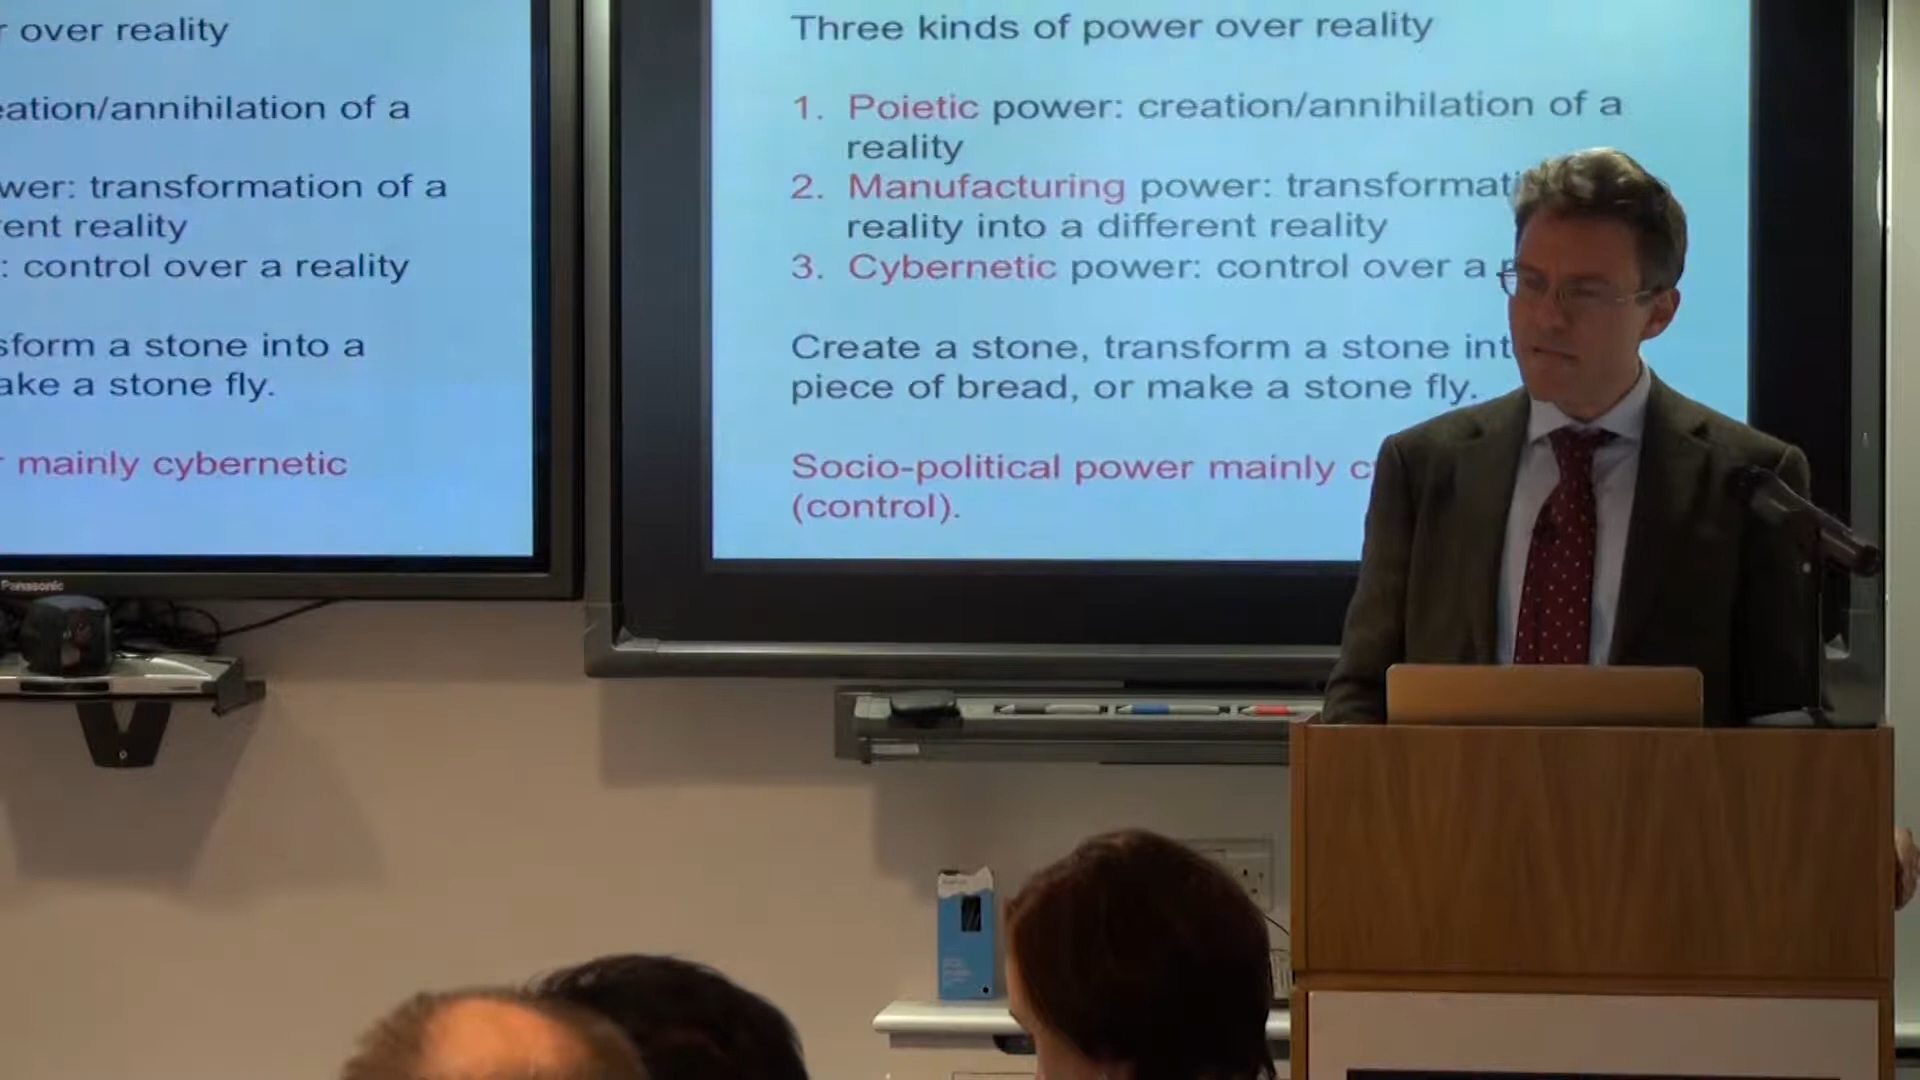 r over reality
eation/annihilation of a
wer: transformation of a
ent reality
: control over a reality
sform a stone into a
ake a stone fly.
r mainly cybernetic
Panasonic
Three kinds of power over reality
1. Poietic power: creation/annihilation of a
reality
2. Manufacturing power: transformati
reality into a different reality
3. Cybernetic power: control over a r
Create a stone, transform a stone int
piece of bread, or make a stone fly.
Socio-political power mainly c
(control).